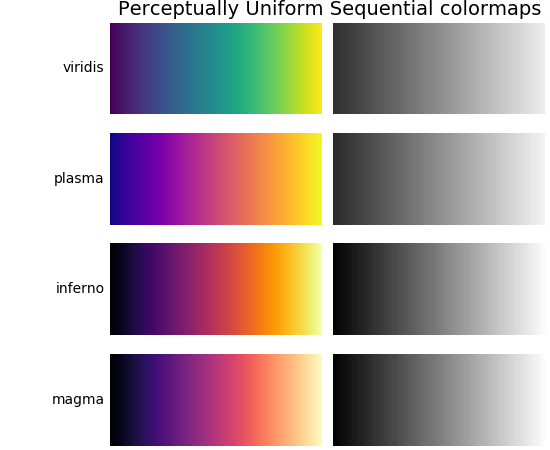 Perceptually Uniform Sequential colormaps
viridis
plasma
inferno
magma